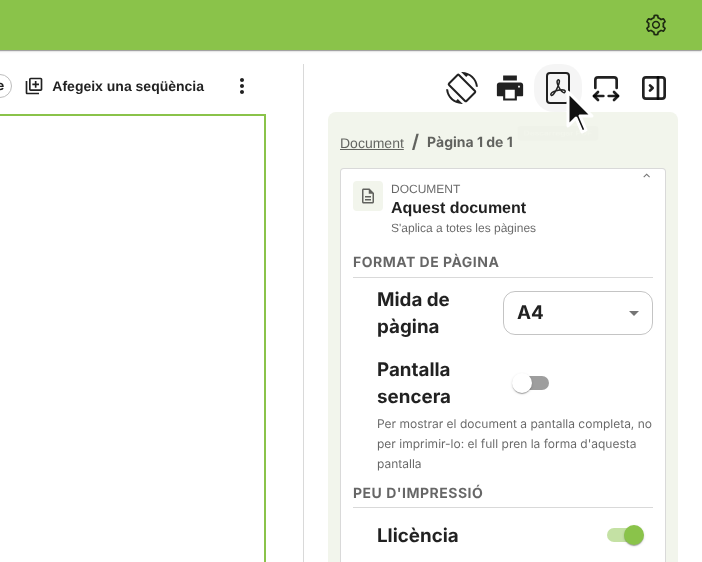 Afegeix una seqüència
Document / Pàgina 1 de 1
DOCUMENT
Aquest document
S'aplica a totes les pàgines
FORMAT DE PÀGINA
Mida de
pàgina
A4
Pantalla
sencera
Per mostrar el document a pantalla completa, no
per imprimir-lo: el full pren la forma d'aquesta
pantalla
PEU D'IMPRESSIÓ
Llicència